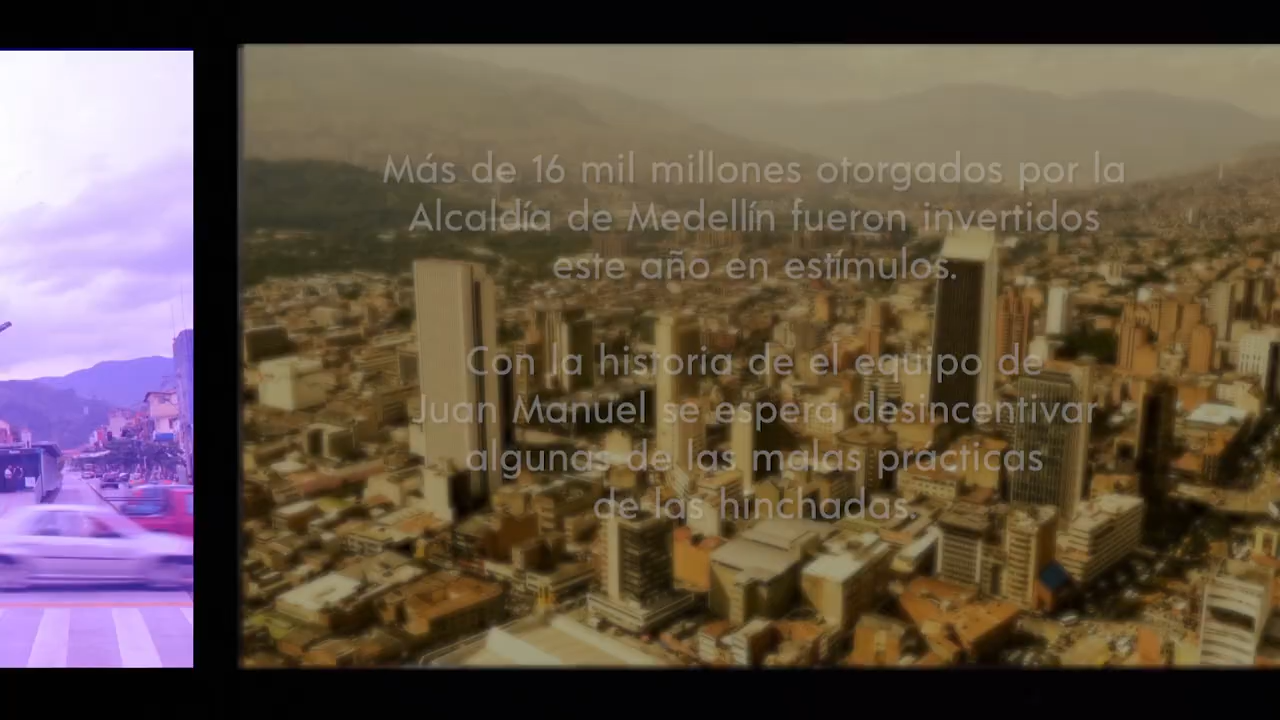 Más de 16 mil millones otorgados por la
Alcaldía de Medellín fueron invertidos
este año en estímulos.
Con la historia de el equipo de
Juan Manuel se espera desincentivar
algunas de las malas practicas
de las hinchadas.